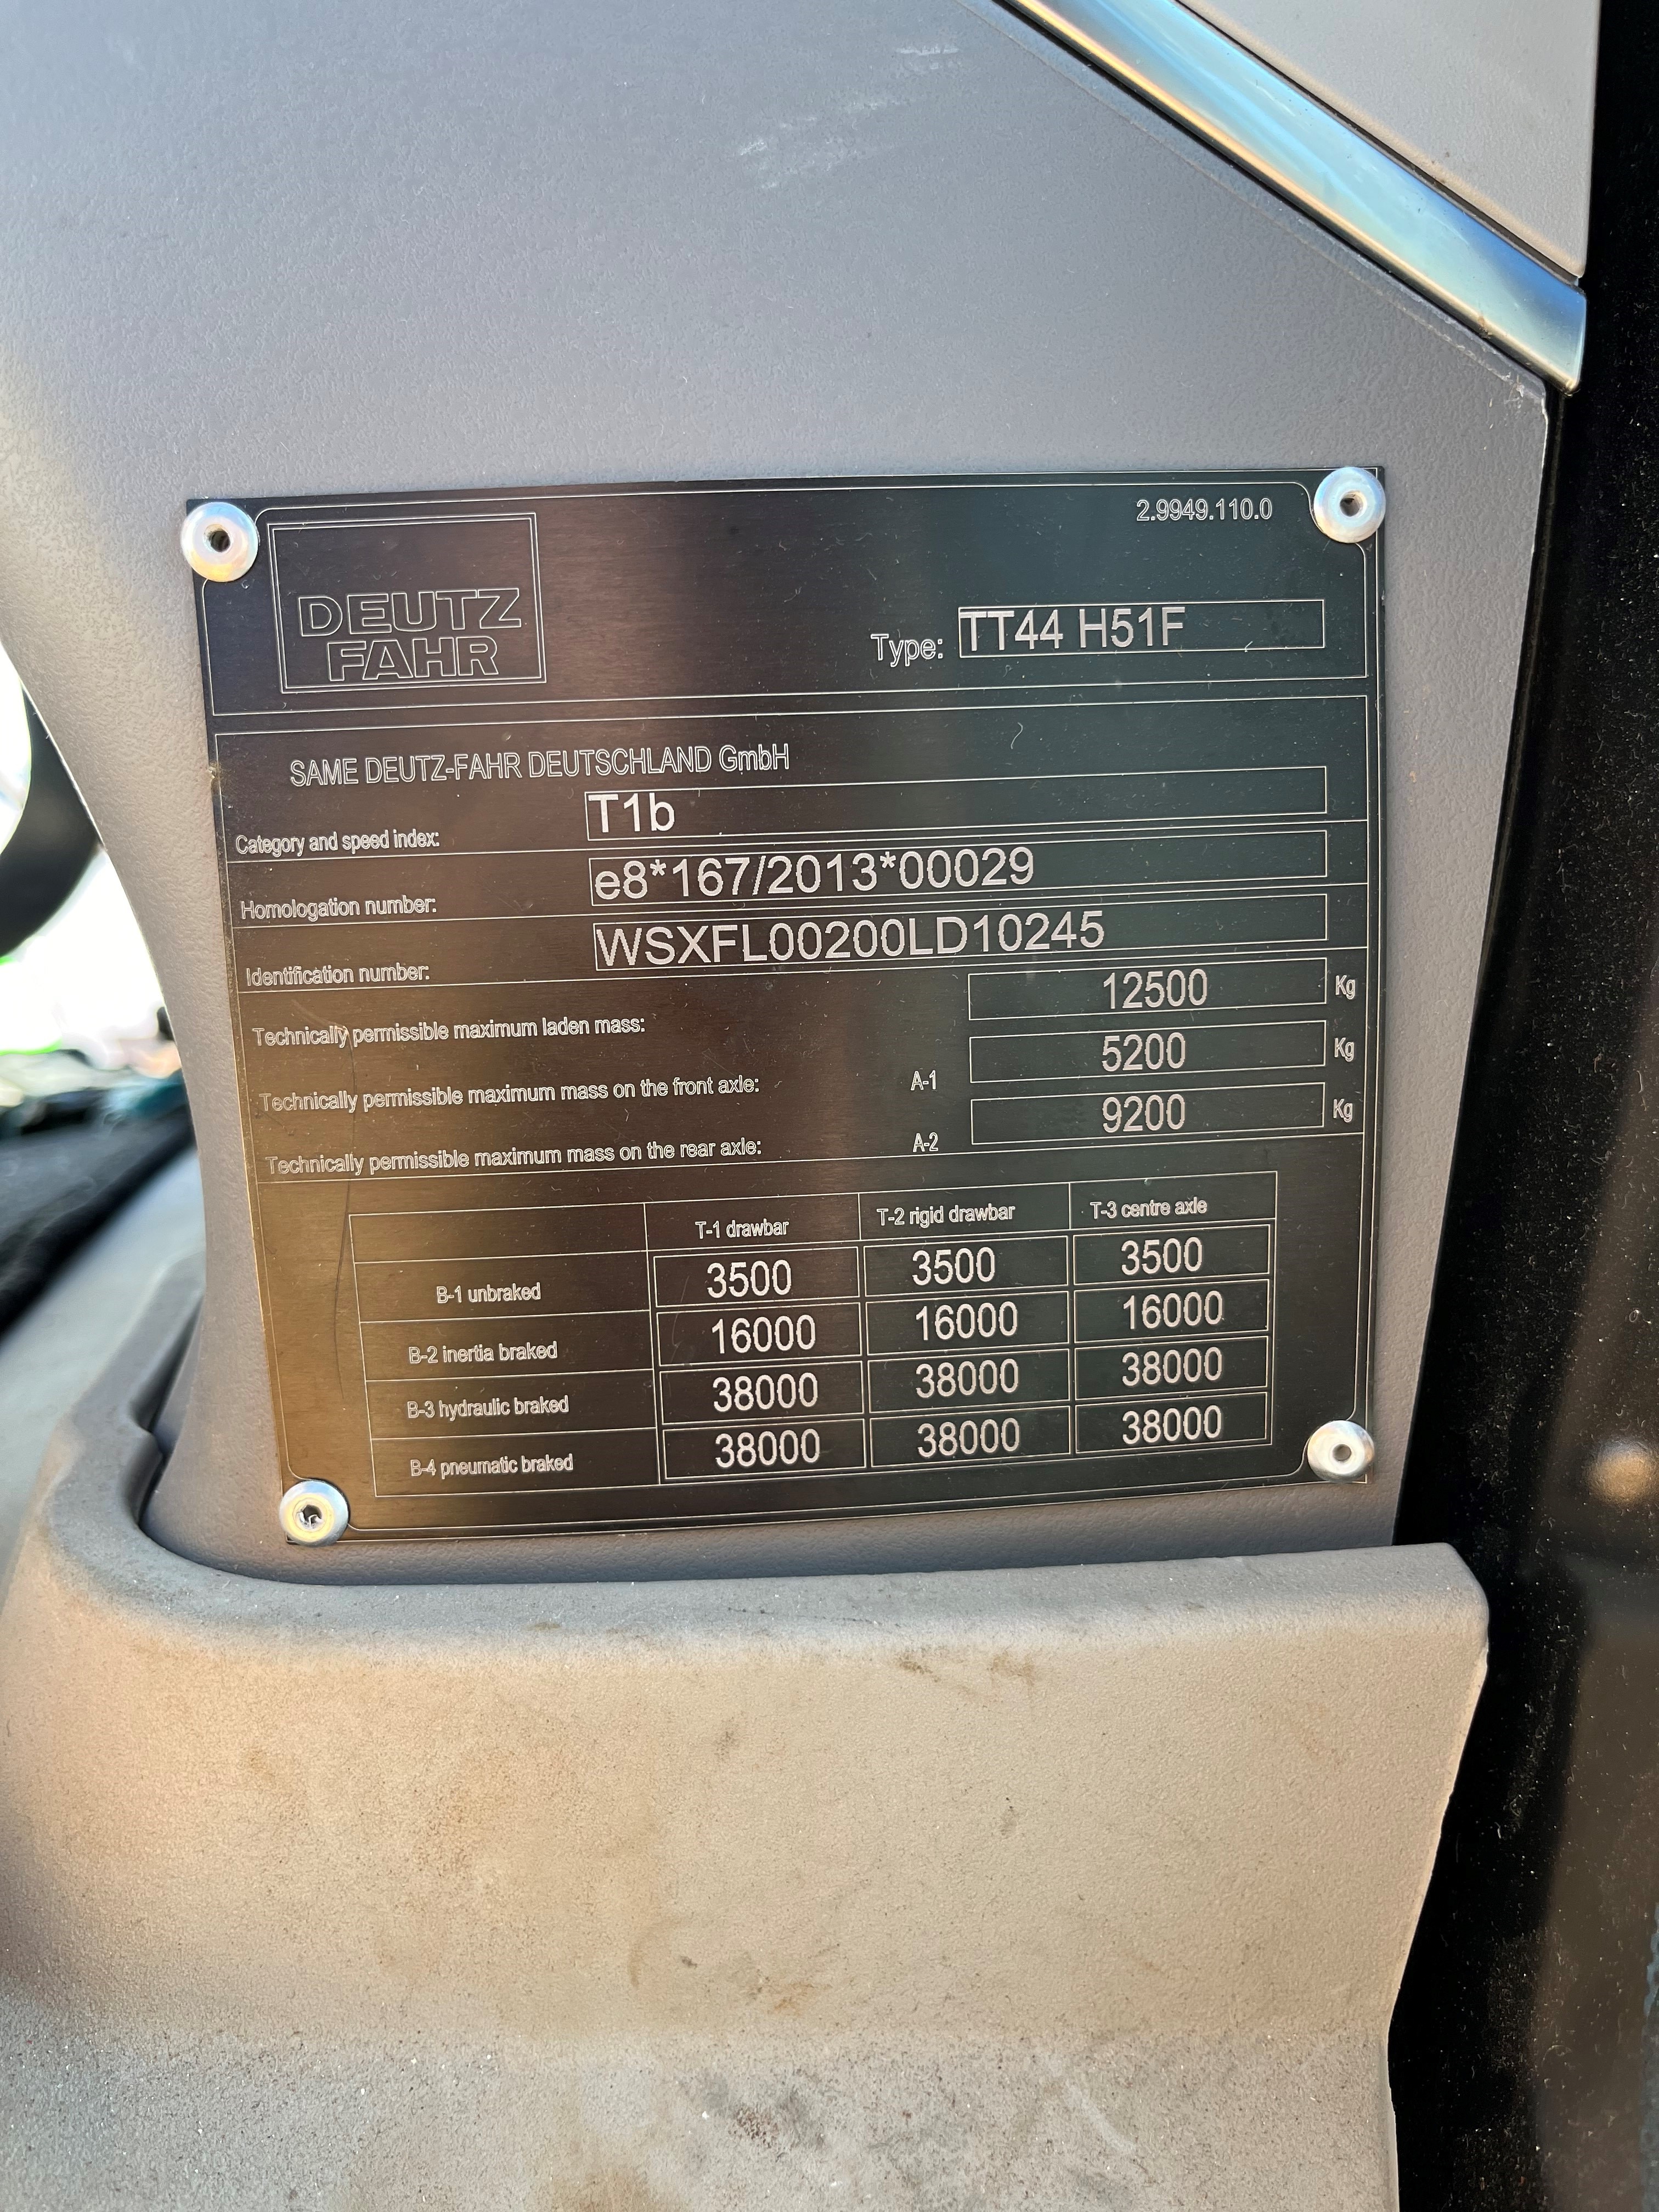 2.9949.110.0
DEUTZ
FAHR
Type: TT44 H51F
SAME DEUTZ-FAHR DEUTSCHLAND GmbH
Category and speed index: T1b
Homologation number: e8*167/2013*00029
Identification number: WSXFL00200LD10245
Technically permissible maximum laden mass: 12500 Kg
Technically permissible maximum mass on the front axle: A-1 5200 Kg
Technically permissible maximum mass on the rear axle: A-2 9200 Kg
T-1 drawbar T-2 rigid drawbar T-3 centre axle
B-1 unbraked 3500 3500 3500
B-2 inertia braked 16000 16000 16000
B-3 hydraulic braked 38000 38000 38000
B-4 pneumatic braked 38000 38000 38000